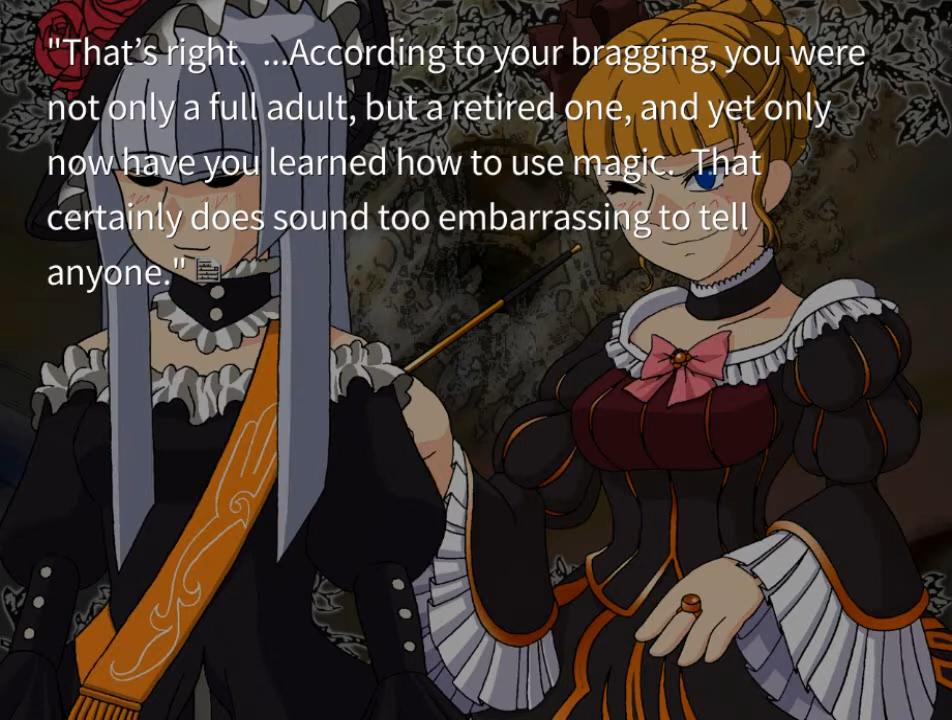 "That’s right.  ...According to your bragging, you were
not only a full adult, but a retired one, and yet only
now have you learned how to use magic.  That
certainly does sound too embarrassing to tell
anyone."